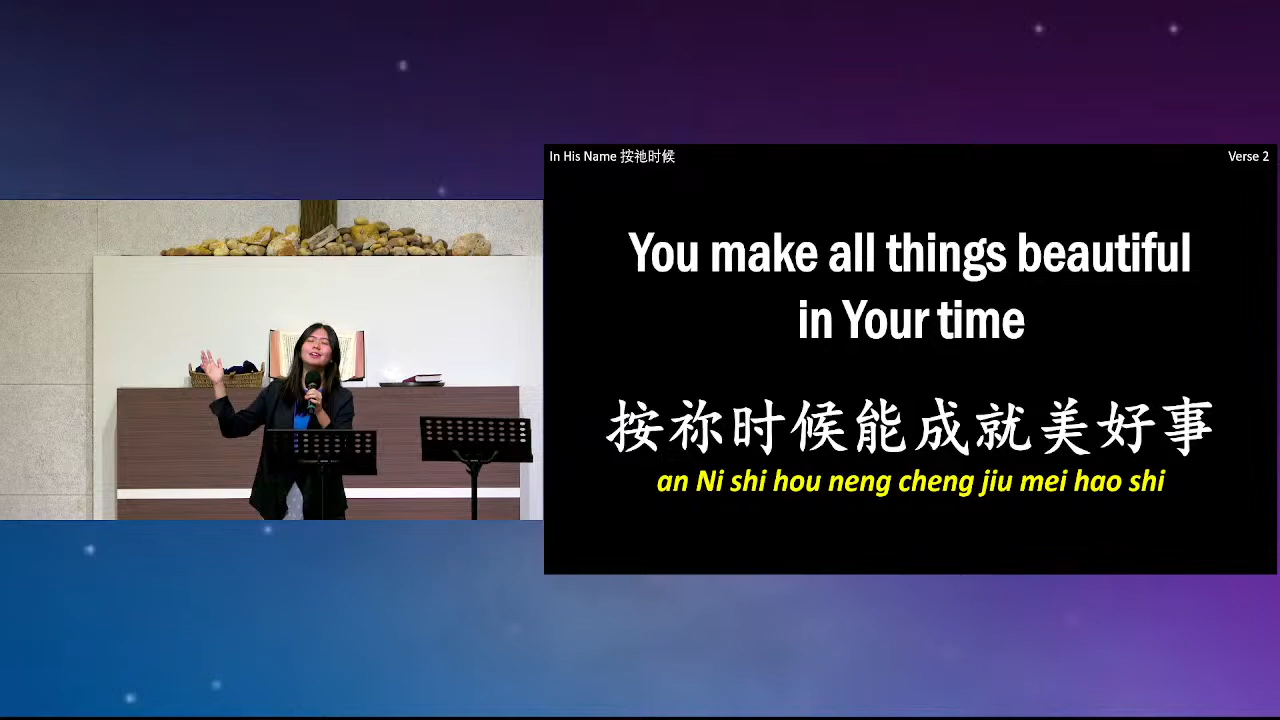 In His Name 按祂时候
Verse 2
You make all things beautiful
in Your time
按祢时候能成就美好事
an Ni shi hou neng cheng jiu mei hao shi